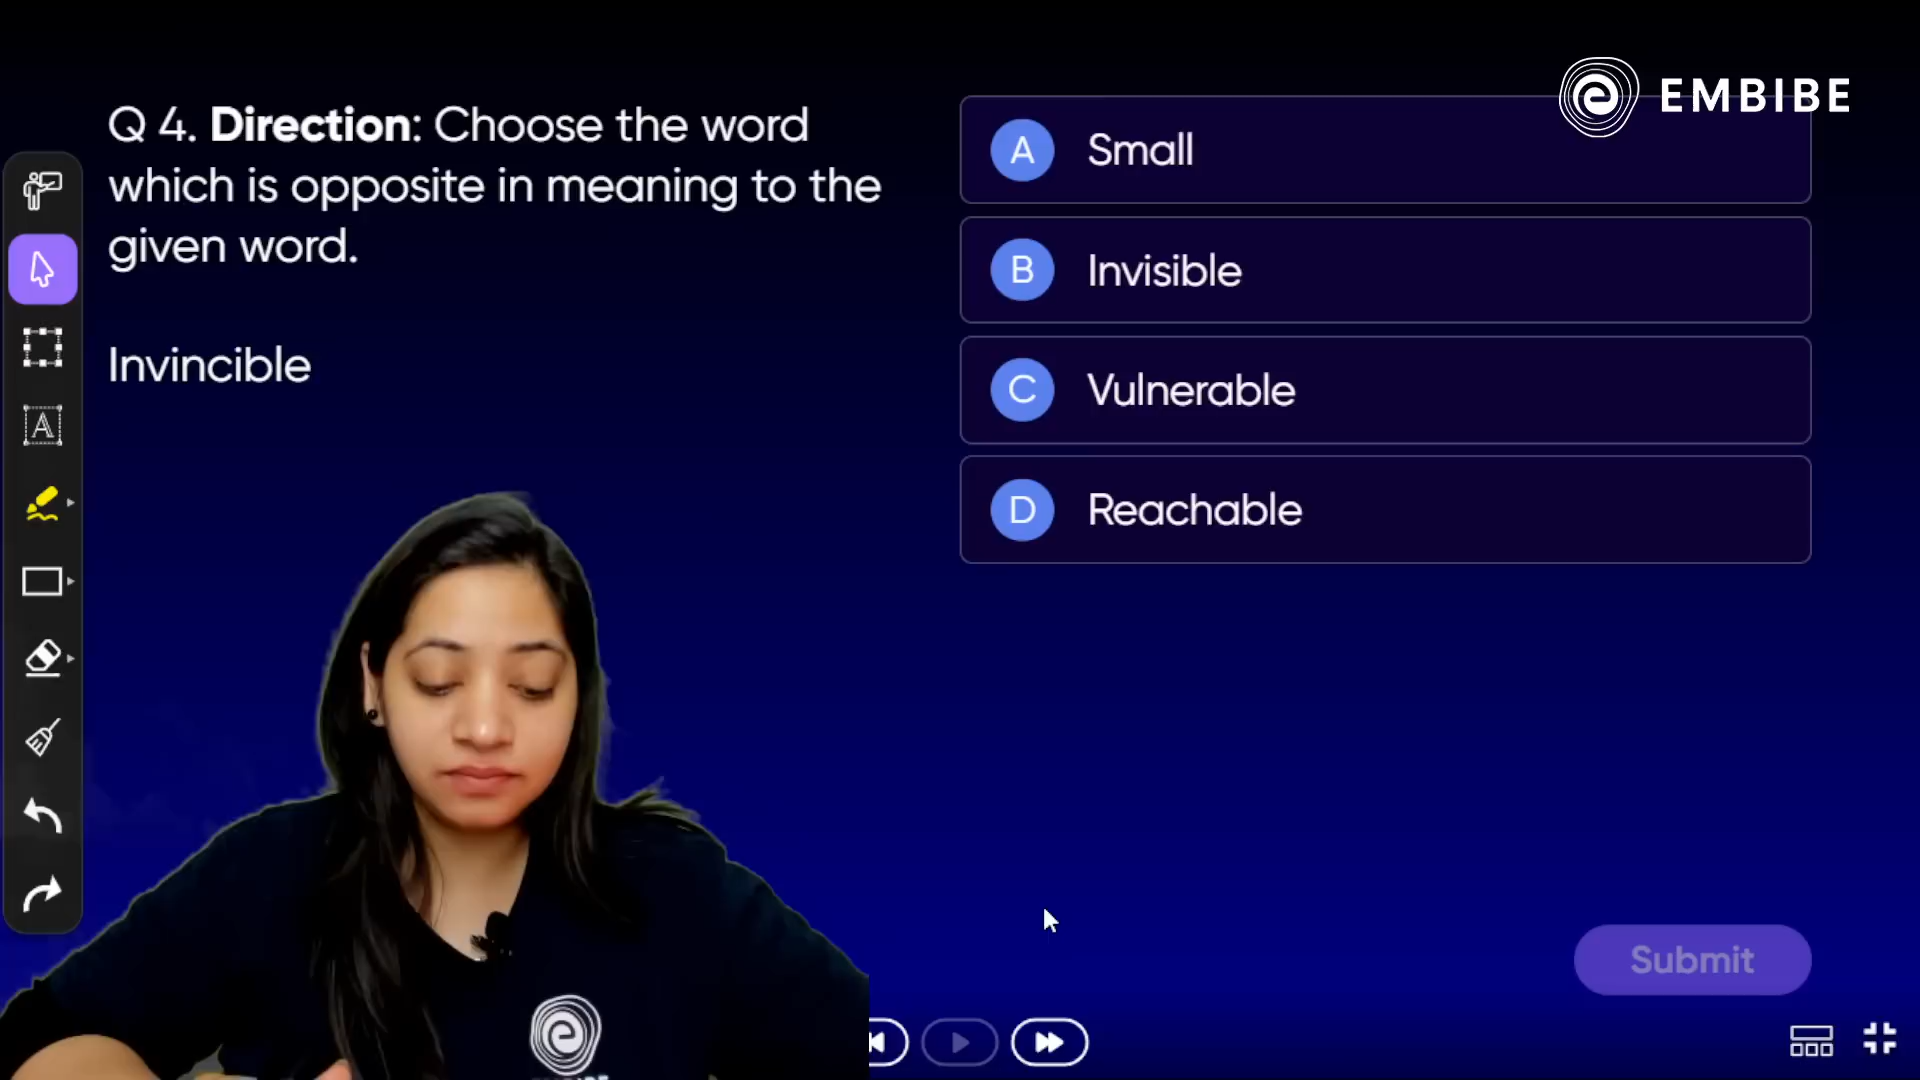 EMBIBE
Q 4. Direction: Choose the word
which is opposite in meaning to the
given word.
Invincible
A Small
B Invisible
C Vulnerable
D Reachable
Submit